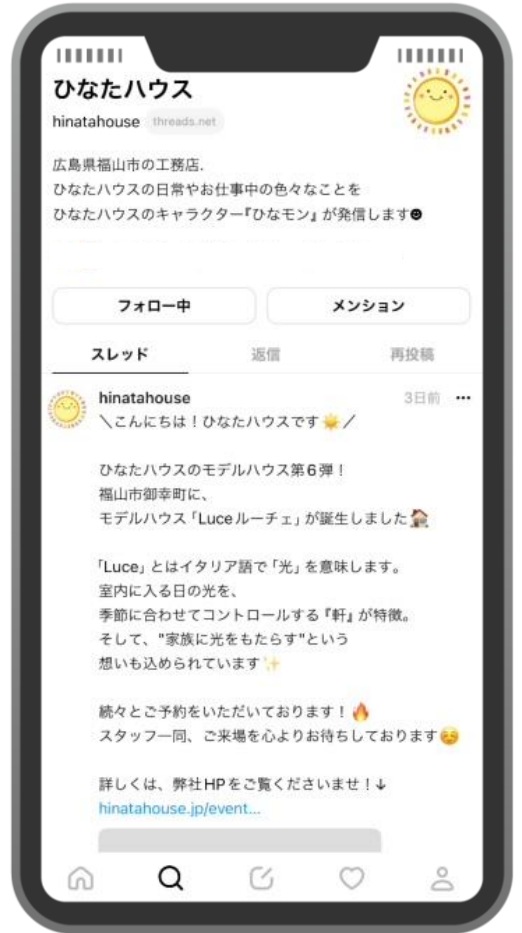 ひなたハウス
hinatahouse threads.net
広島県福山市の工務店.
ひなたハウスの日常やお仕事中の色々なことを
ひなたハウスのキャラクター『ひなモン』が発信します☻
フォロー中 メンション
スレッド 返信 再投稿
hinatahouse 3日前 •••
＼こんにちは！ひなたハウスです☀️／
ひなたハウスのモデルハウス第6弾！
福山市御幸町に、
モデルハウス「Luceルーチェ」が誕生しました🏠
「Luce」とはイタリア語で「光」を意味します。
室内に入る日の光を、
季節に合わせてコントロールする『軒』が特徴。
そして、"家族に光をもたらす"という
想いも込められています✨
続々とご予約をいただいております！🔥
スタッフ一同、ご来場を心よりお待ちしております☺️
詳しくは、弊社HPをご覧くださいませ！↓
hinatahouse.jp/event...